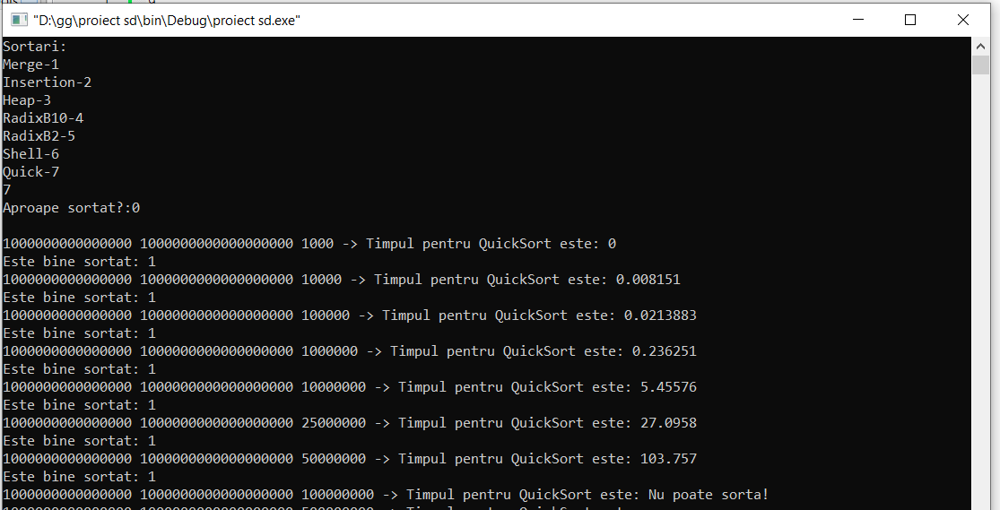 "D:\gg\proiect sd\bin\Debug\proiect sd.exe"
Sortari:
Merge-1
Insertion-2
Heap-3
RadixB10-4
RadixB2-5
Shell-6
Quick-7
7
Aproape sortat?:0
1000000000000000 1000000000000000000 1000 -> Timpul pentru QuickSort este: 0
Este bine sortat: 1
1000000000000000 1000000000000000000 10000 -> Timpul pentru QuickSort este: 0.008151
Este bine sortat: 1
1000000000000000 1000000000000000000 100000 -> Timpul pentru QuickSort este: 0.0213883
Este bine sortat: 1
1000000000000000 1000000000000000000 1000000 -> Timpul pentru QuickSort este: 0.236251
Este bine sortat: 1
1000000000000000 1000000000000000000 10000000 -> Timpul pentru QuickSort este: 5.45576
Este bine sortat: 1
1000000000000000 1000000000000000000 25000000 -> Timpul pentru QuickSort este: 27.0958
Este bine sortat: 1
1000000000000000 1000000000000000000 50000000 -> Timpul pentru QuickSort este: 103.757
Este bine sortat: 1
1000000000000000 1000000000000000000 100000000 -> Timpul pentru QuickSort este: Nu poate sorta!